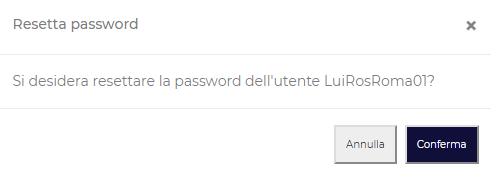 Resetta password
×
Si desidera resettare la password dell'utente LuiRosRoma01?
Annulla
Conferma